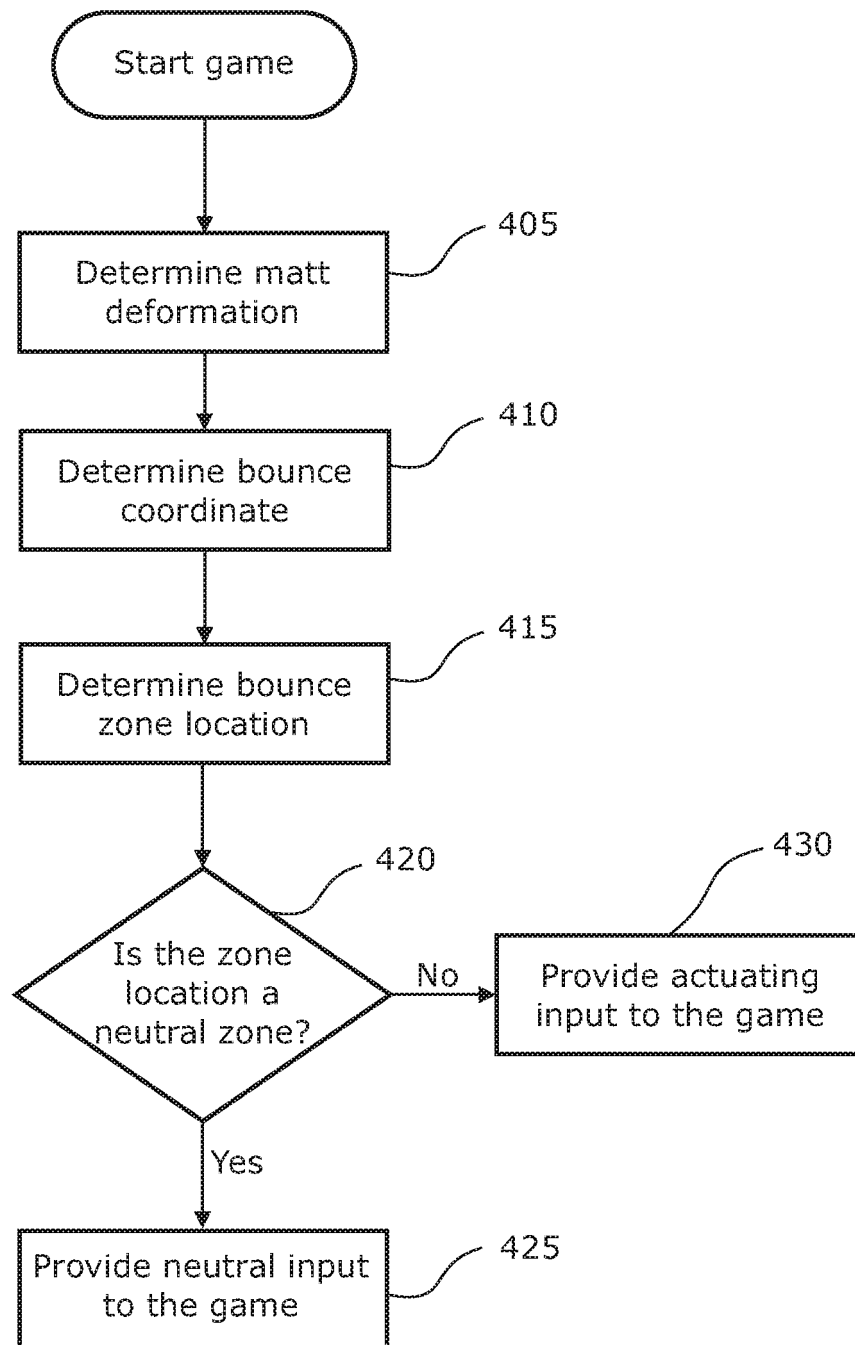 Start game
405
Determine matt
deformation
410
Determine bounce
coordinate
415
Determine bounce
zone location
420
430
Is the zone
location a
neutral zone?
No
Provide actuating
input to the game
Yes
425
Provide neutral input
to the game